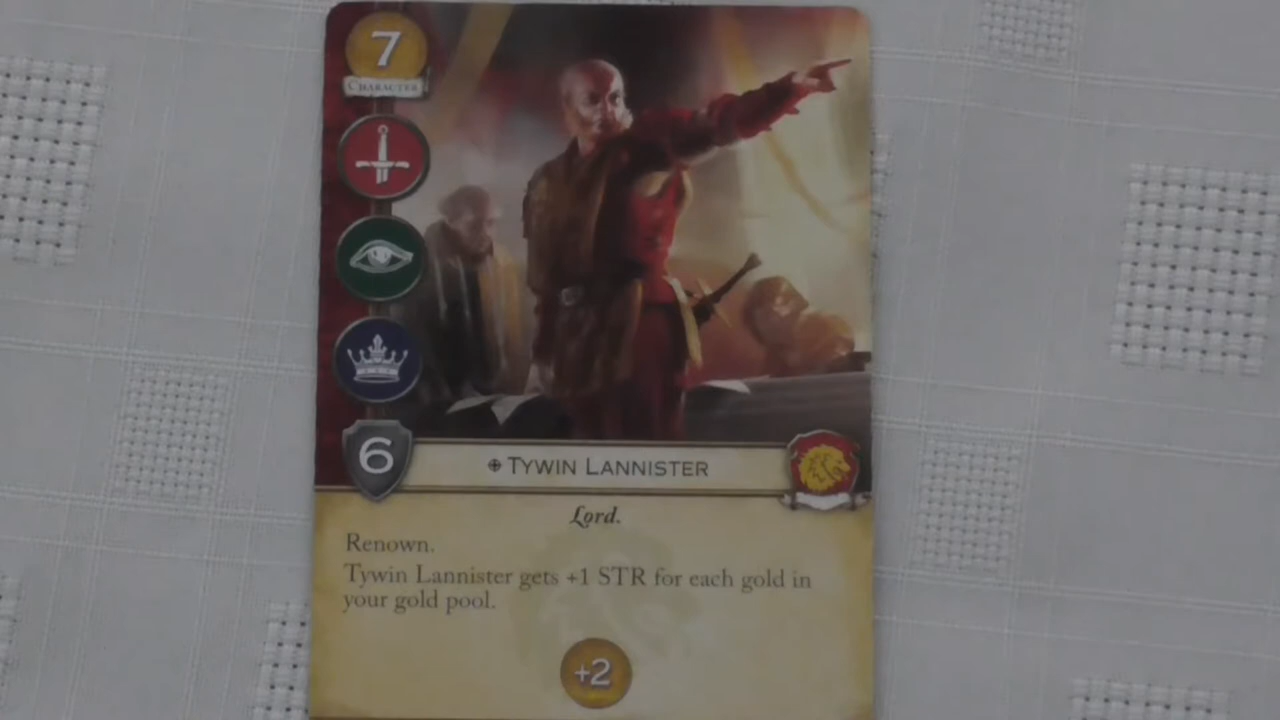 7
CHARACTER
6
TYWIN LANNISTER
Lord.
Renown.
Tywin Lannister gets +1 STR for each gold in
your gold pool.
+2